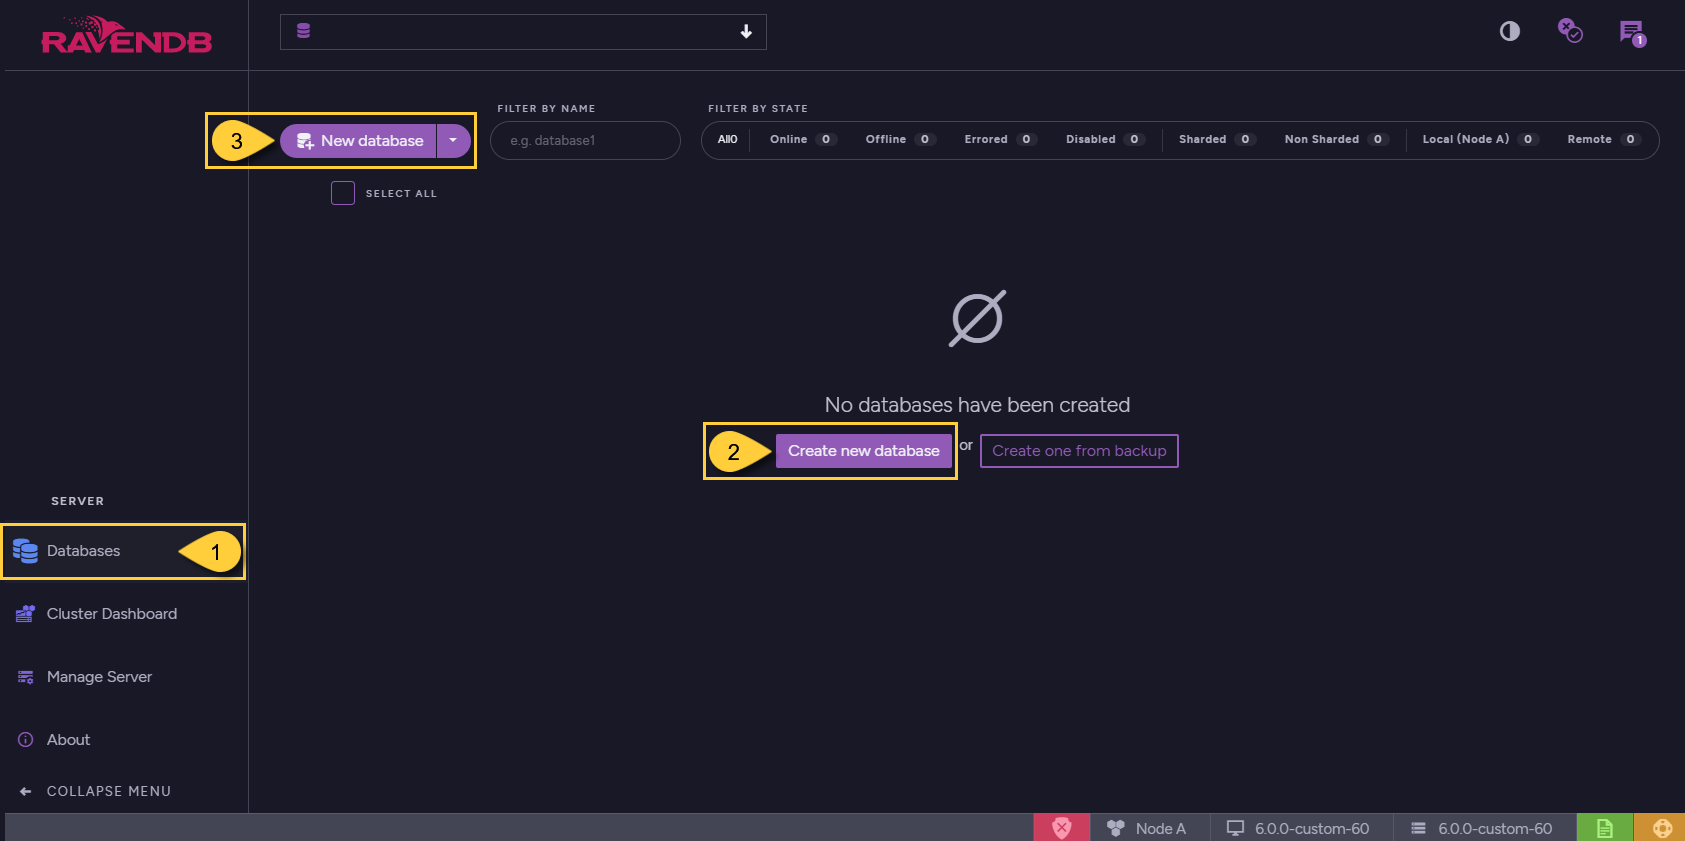 RAVENDB
1
FILTER BY NAME
FILTER BY STATE
3
New database
e.g. database1
All0
Online 0
Offline 0
Errored 0
Disabled 0
Sharded 0
Non Sharded 0
Local (Node A) 0
Remote 0
SELECT ALL
No databases have been created
2
Create new database
or
Create one from backup
SERVER
Databases
1
Cluster Dashboard
Manage Server
About
COLLAPSE MENU
Node A
6.0.0-custom-60
6.0.0-custom-60